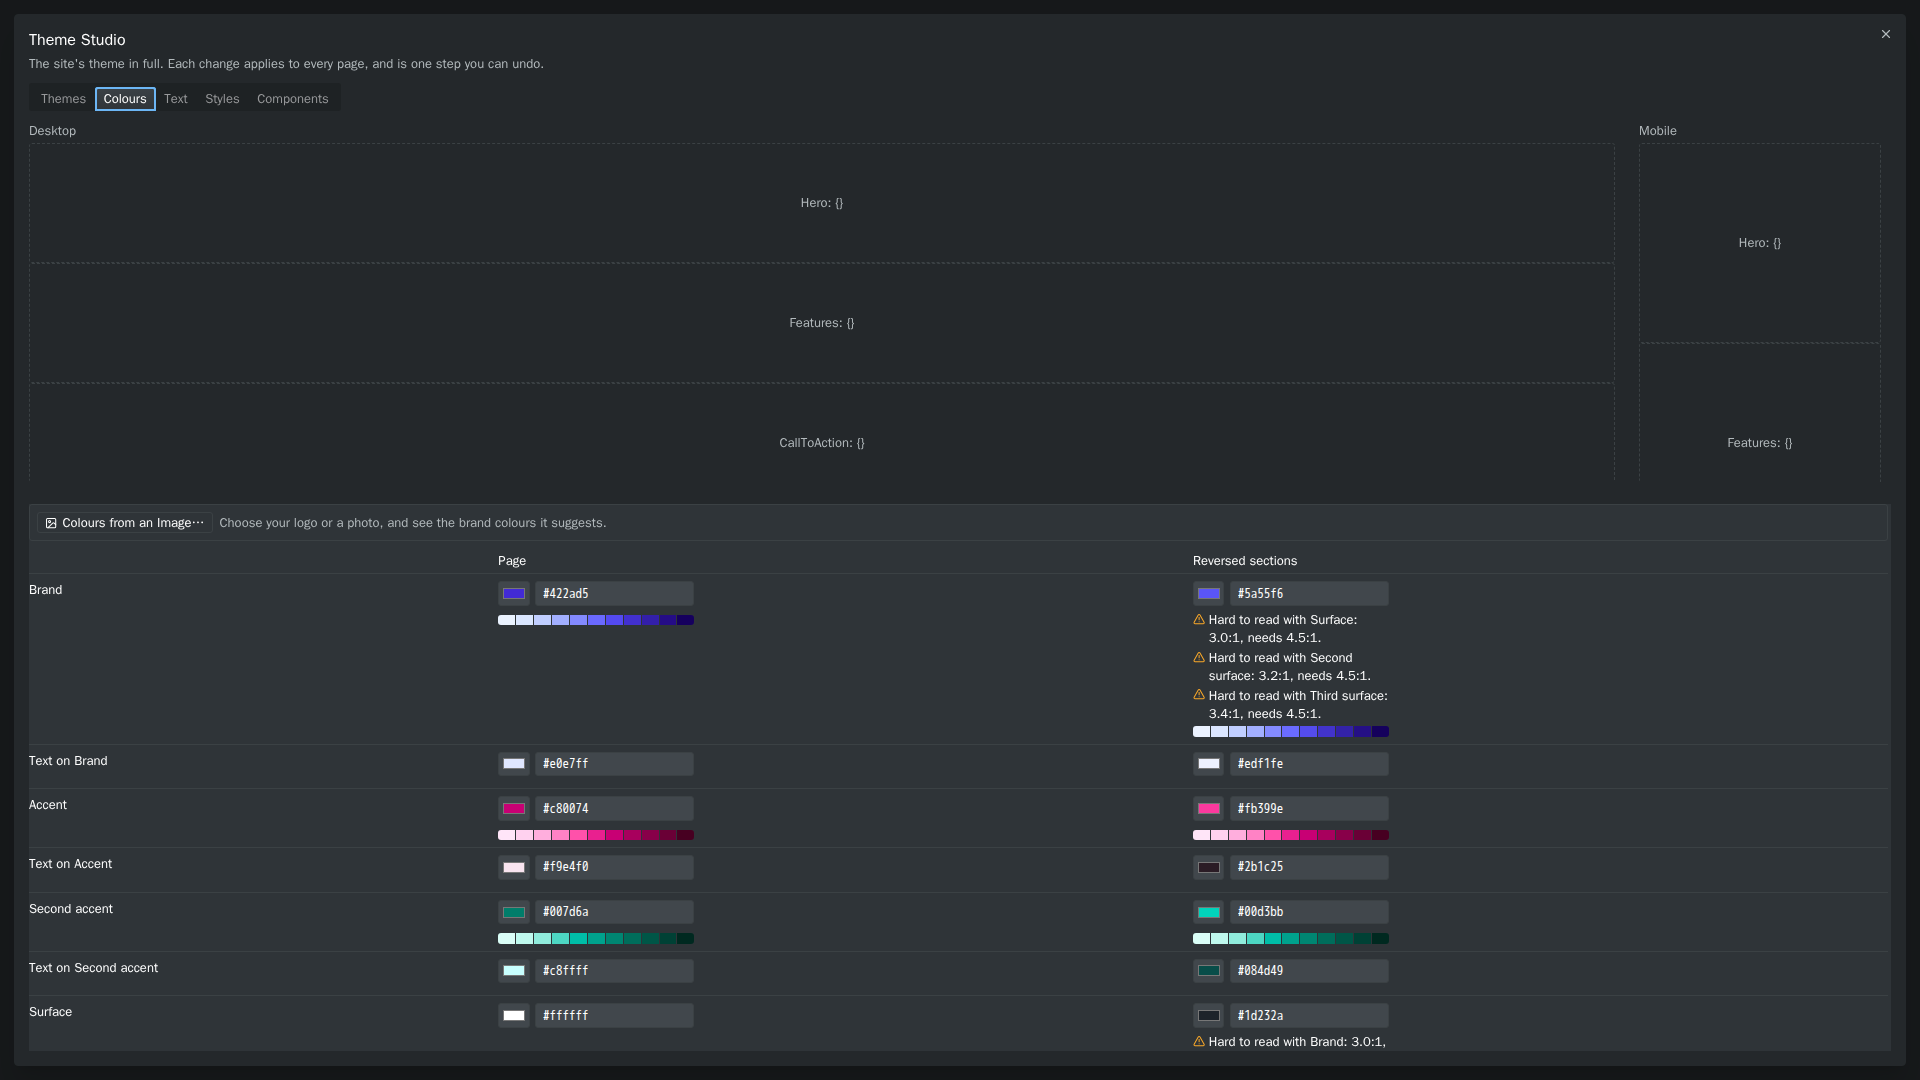 Theme Studio
The site's theme in full. Each change applies to every page, and is one step you can undo.
Themes
Colours
Text
Styles
Components
Desktop
Mobile
Hero: {}
Features: {}
CallToAction: {}
Hero: {}
Features: {}
Colours from an Image…
Choose your logo or a photo, and see the brand colours it suggests.
Page
Reversed sections
Brand
#422ad5
#5a55f6
Hard to read with Surface:
3.0:1, needs 4.5:1.
Hard to read with Second
surface: 3.2:1, needs 4.5:1.
Hard to read with Third surface:
3.4:1, needs 4.5:1.
Text on Brand
#e0e7ff
#edf1fe
Accent
#c80074
#fb399e
Text on Accent
#f9e4f0
#2b1c25
Second accent
#007d6a
#00d3bb
Text on Second accent
#c8ffff
#084d49
Surface
#ffffff
#1d232a
Hard to read with Brand: 3.0:1,